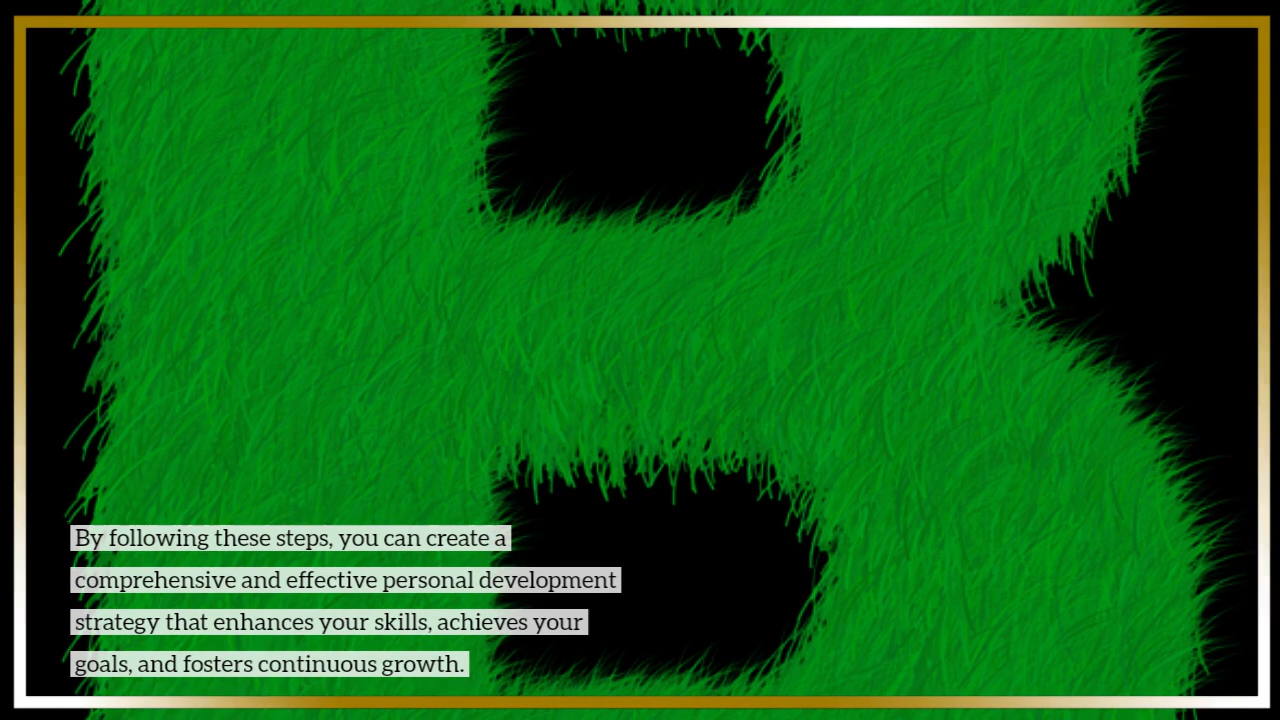 B
By following these steps, you can create a
comprehensive and effective personal development
strategy that enhances your skills, achieves your
goals, and fosters continuous growth.